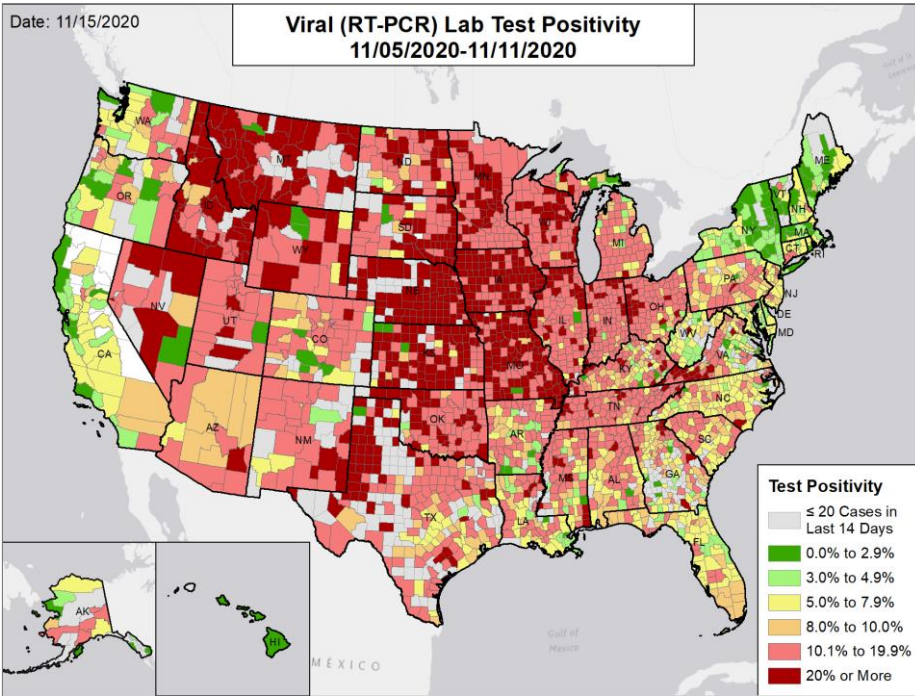 Date: 11/15/2020
Viral (RT-PCR) Lab Test Positivity
11/05/2020-11/11/2020
WA
MT
ND
MN
ME
OR
ID
SD
WI
VT
NH
WY
MI
NY
MA
CT
RI
NV
NE
IA
PA
NJ
UT
IL
IN
OH
DE
CA
CO
WV
MD
KS
MO
KY
VA
AZ
NM
OK
TN
NC
AR
SC
MS
AL
GA
TX
LA
FL
Gulf of
Mexico
AK
HI
MÉXICO
Test Positivity
≤ 20 Cases in
Last 14 Days
0.0% to 2.9%
3.0% to 4.9%
5.0% to 7.9%
8.0% to 10.0%
10.1% to 19.9%
20% or More